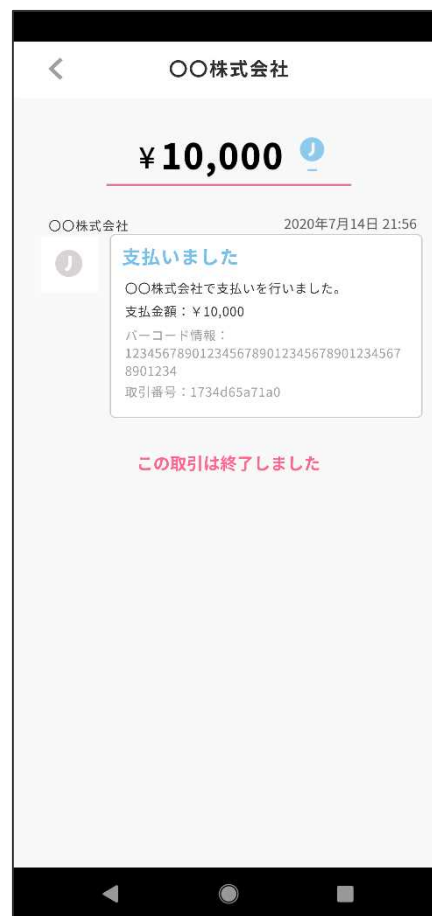 〇〇株式会社
¥10,000 J
〇〇株式会社
2020年7月14日 21:56
J
支払いました
〇〇株式会社で支払いを行いました。
支払金額：¥10,000
バーコード情報：
1234567890123456789012345678901234567
8901234
取引番号：1734d65a71a0
この取引は終了しました